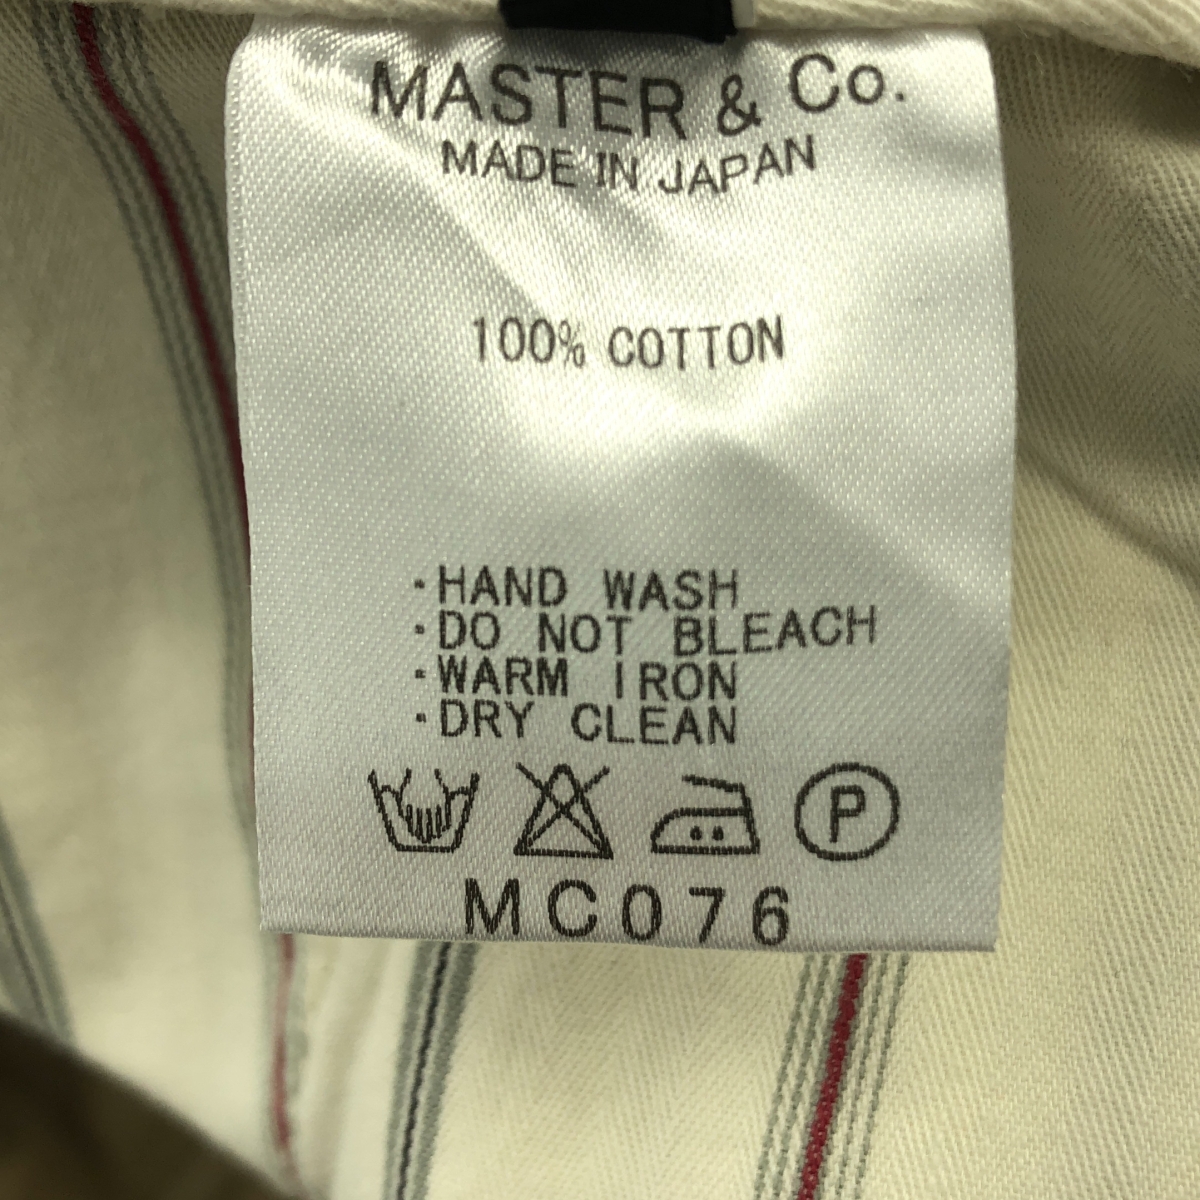 MASTER & Co.
MADE IN JAPAN
100% COTTON
・HAND WASH
・DO NOT BLEACH
・WARM IRON
・DRY CLEAN
P
MC076